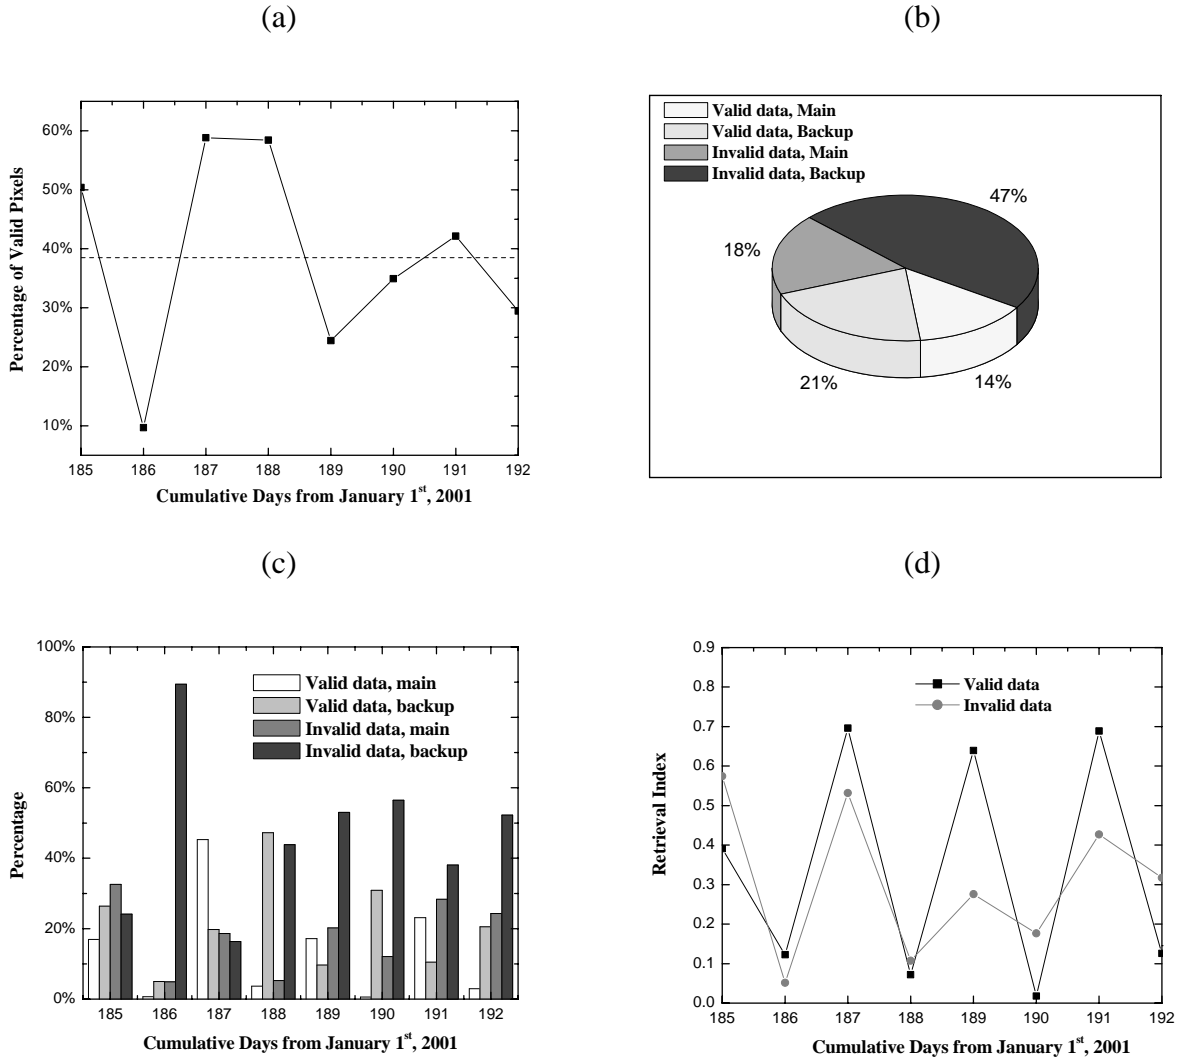 (a)
60%
50%
40%
30%
20%
10%
185 186 187 188 189 190 191 192
Percentage of Valid Pixels
Cumulative Days from January 1st, 2001
(b)
Valid data, Main
Valid data, Backup
Invalid data, Main
Invalid data, Backup
47%
18%
21%
14%
(c)
100%
80%
60%
40%
20%
0%
Valid data, main
Valid data, backup
Invalid data, main
Invalid data, backup
185 186 187 188 189 190 191 192
Percentage
Cumulative Days from January 1st, 2001
(d)
0.9
0.8
0.7
0.6
0.5
0.4
0.3
0.2
0.1
0.0
Valid data
Invalid data
185 186 187 188 189 190 191 192
Retrieval Index
Cumulative Days from January 1st, 2001